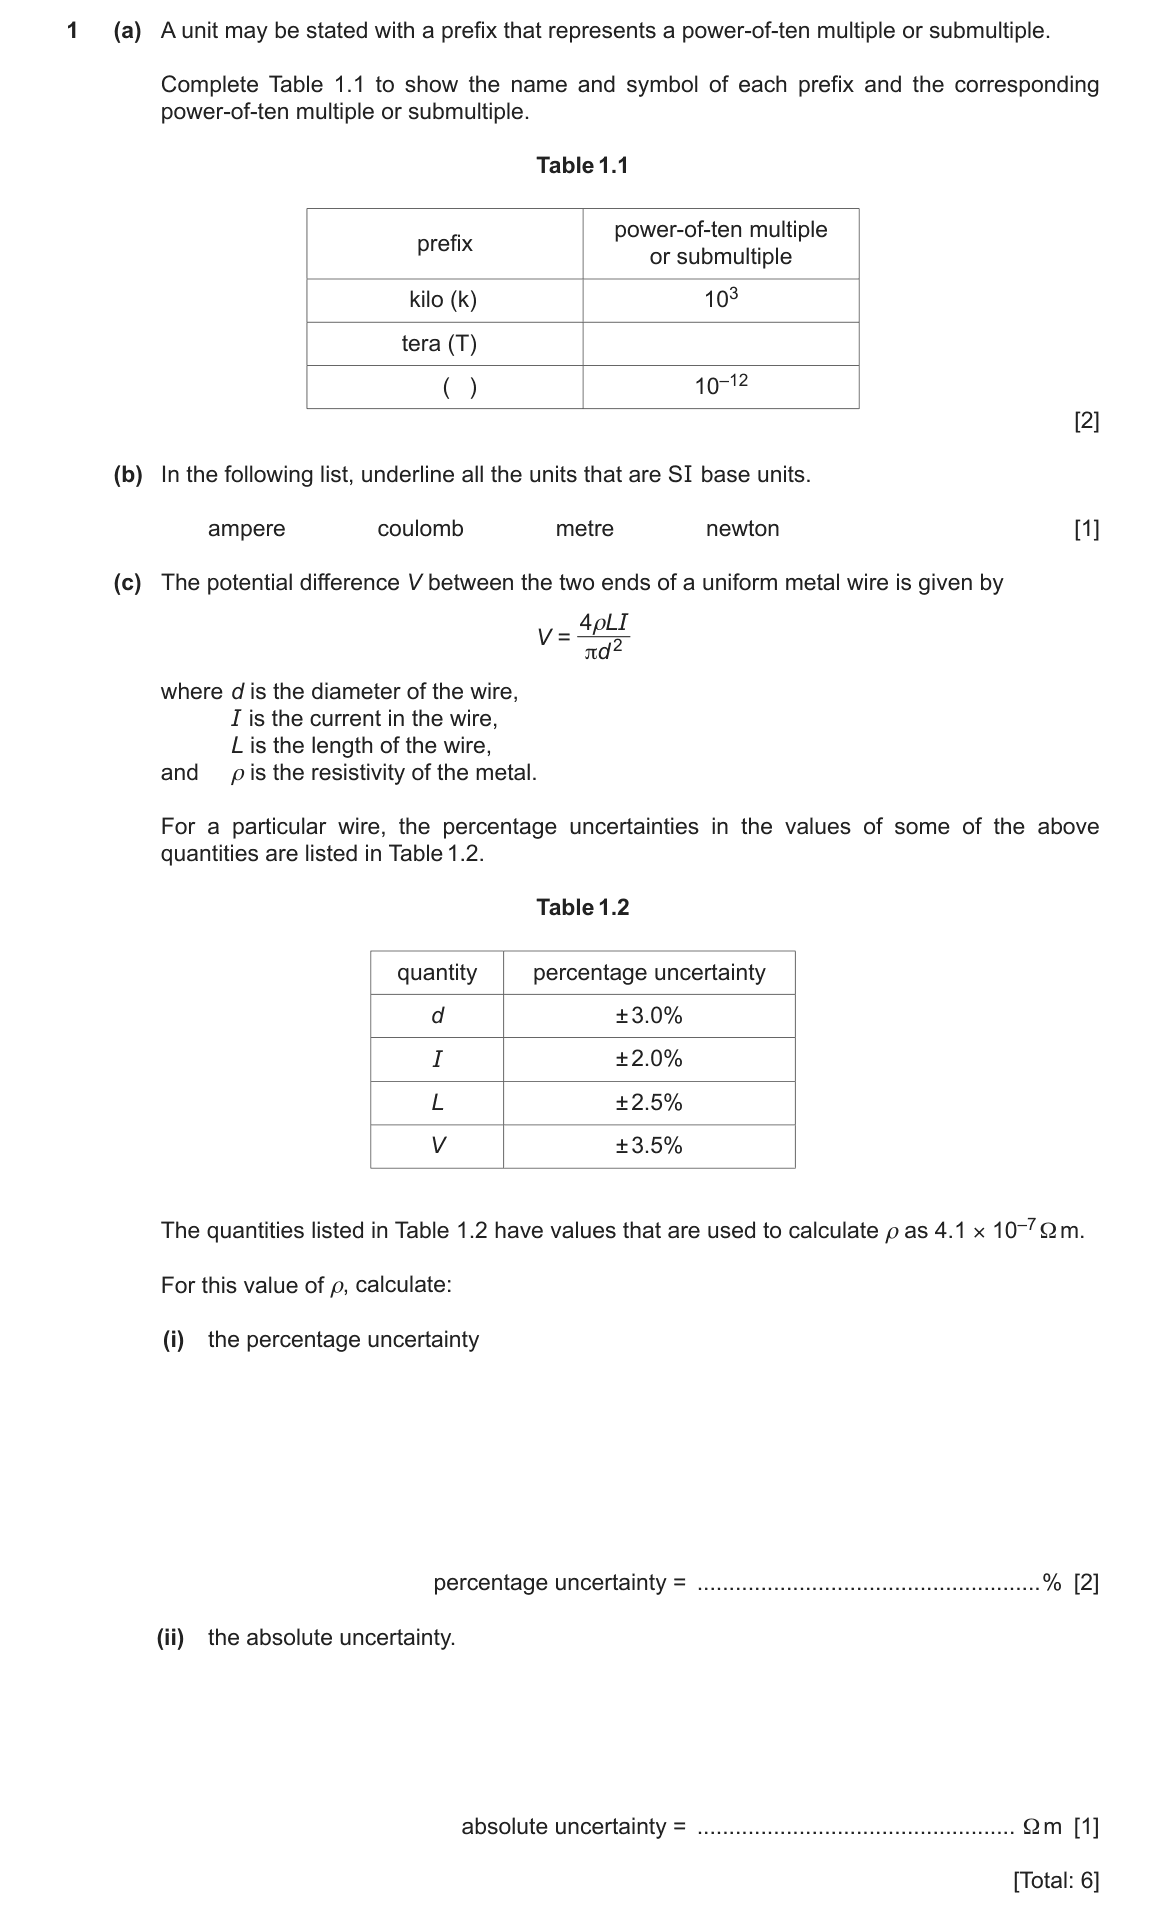 1 (a) A unit may be stated with a prefix that represents a power-of-ten multiple or submultiple.
Complete Table 1.1 to show the name and symbol of each prefix and the corresponding
power-of-ten multiple or submultiple.
Table 1.1
prefix power-of-ten multiple
or submultiple
kilo (k) 10³
tera (T)
( ) 10⁻¹²
[2]
(b) In the following list, underline all the units that are SI base units.
ampere coulomb metre newton [1]
(c) The potential difference V between the two ends of a uniform metal wire is given by
V = 4ρLI / πd²
where d is the diameter of the wire,
I is the current in the wire,
L is the length of the wire,
and ρ is the resistivity of the metal.
For a particular wire, the percentage uncertainties in the values of some of the above
quantities are listed in Table 1.2.
Table 1.2
quantity percentage uncertainty
d ±3.0%
I ±2.0%
L ±2.5%
V ±3.5%
The quantities listed in Table 1.2 have values that are used to calculate ρ as 4.1 × 10⁻⁷ Ω m.
For this value of ρ, calculate:
(i) the percentage uncertainty
percentage uncertainty = ...................................................... % [2]
(ii) the absolute uncertainty.
absolute uncertainty = .................................................. Ω m [1]
[Total: 6]